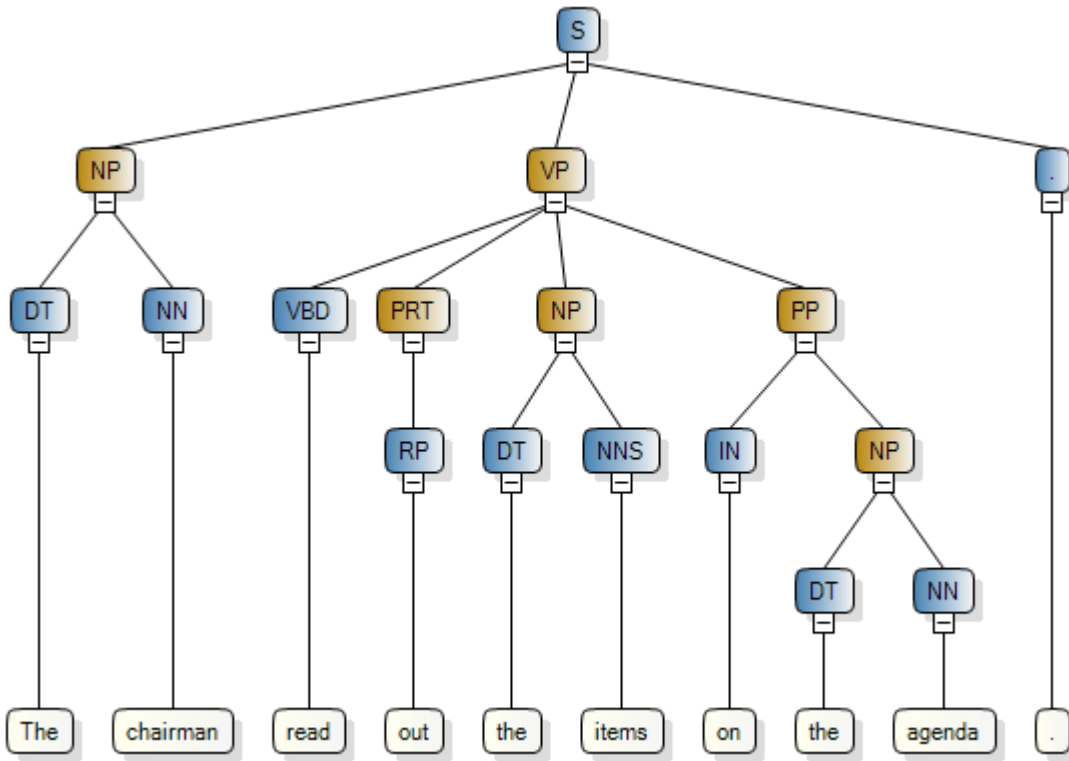 S
NP VP .
DT NN VBD PRT NP PP
RP DT NNS IN NP
DT NN
The chairman read out the items on the agenda .